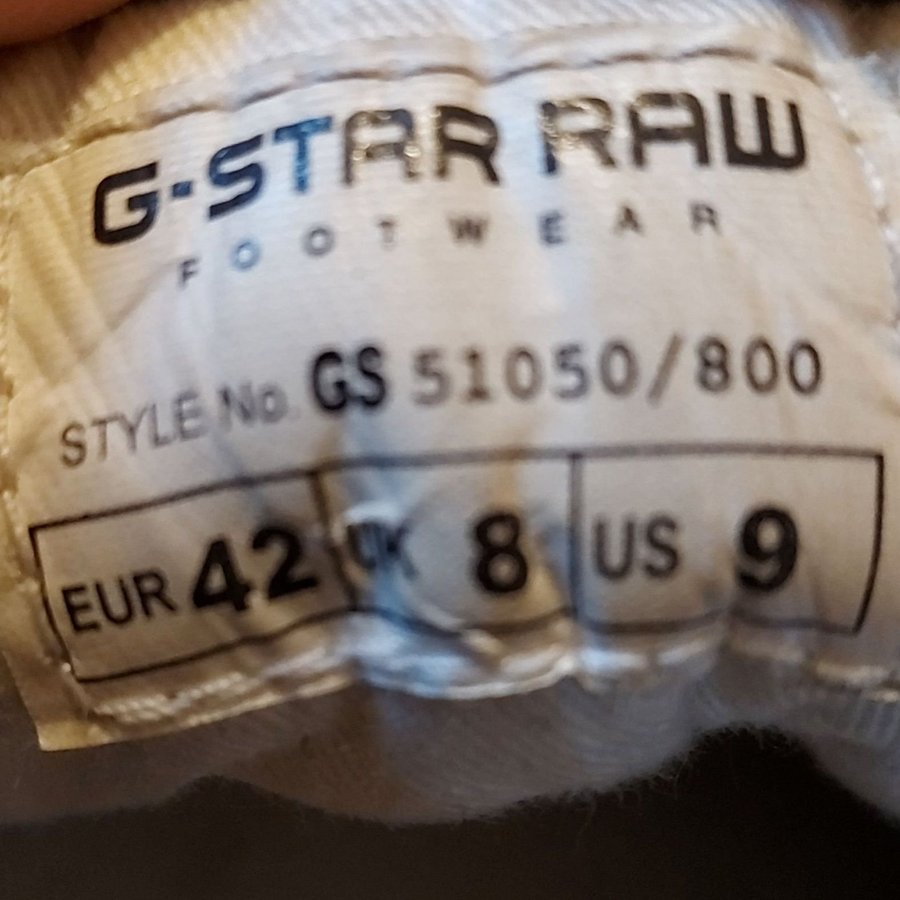 G-STAR RAW
FOOTWEAR
STYLE No. GS 51050/800
EUR 42 UK 8 US 9